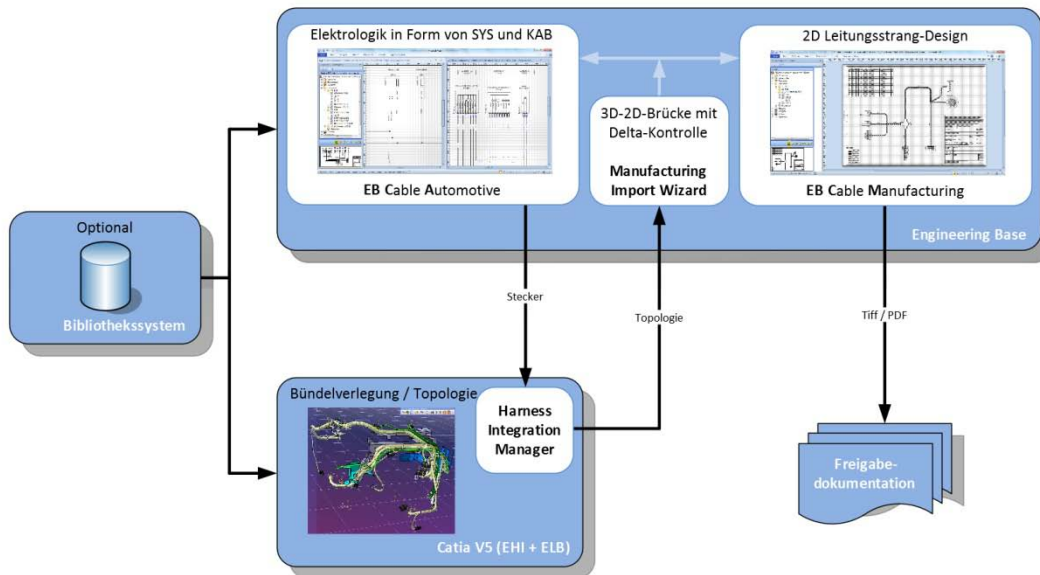 Elektrologik in Form von SYS und KAB
2D Leitungsstrang-Design
3D-2D-Brücke mit
Delta-Kontrolle
Manufacturing
Import Wizard
EB Cable Automotive
EB Cable Manufacturing
Engineering Base
Optional
Bibliothekssystem
Stecker
Topologie
Tiff / PDF
Bündelverlegung / Topologie
Harness
Integration
Manager
Catia V5 (EHI + ELB)
Freigabe-
dokumentation